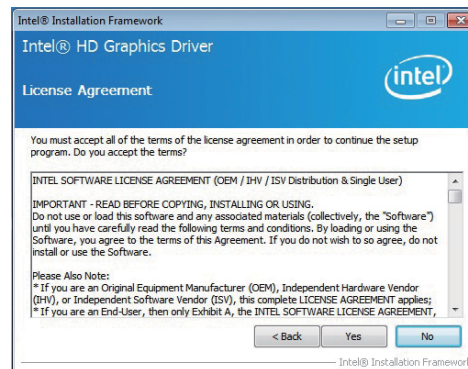 Intel® Installation Framework
Intel® HD Graphics Driver
intel
License Agreement
You must accept all of the terms of the license agreement in order to continue the setup
program. Do you accept the terms?
INTEL SOFTWARE LICENSE AGREEMENT (OEM / IHV / ISV Distribution & Single User)
IMPORTANT - READ BEFORE COPYING, INSTALLING OR USING.
Do not use or load this software and any associated materials (collectively, the "Software")
until you have carefully read the following terms and conditions. By loading or using the
Software, you agree to the terms of this Agreement. If you do not wish to so agree, do not
install or use the Software.
Please Also Note:
* If you are an Original Equipment Manufacturer (OEM), Independent Hardware Vendor
(IHV), or Independent Software Vendor (ISV), this complete LICENSE AGREEMENT applies;
* If you are an End-User, then only Exhibit A, the INTEL SOFTWARE LICENSE AGREEMENT,
< Back Yes No
Intel® Installation Framework